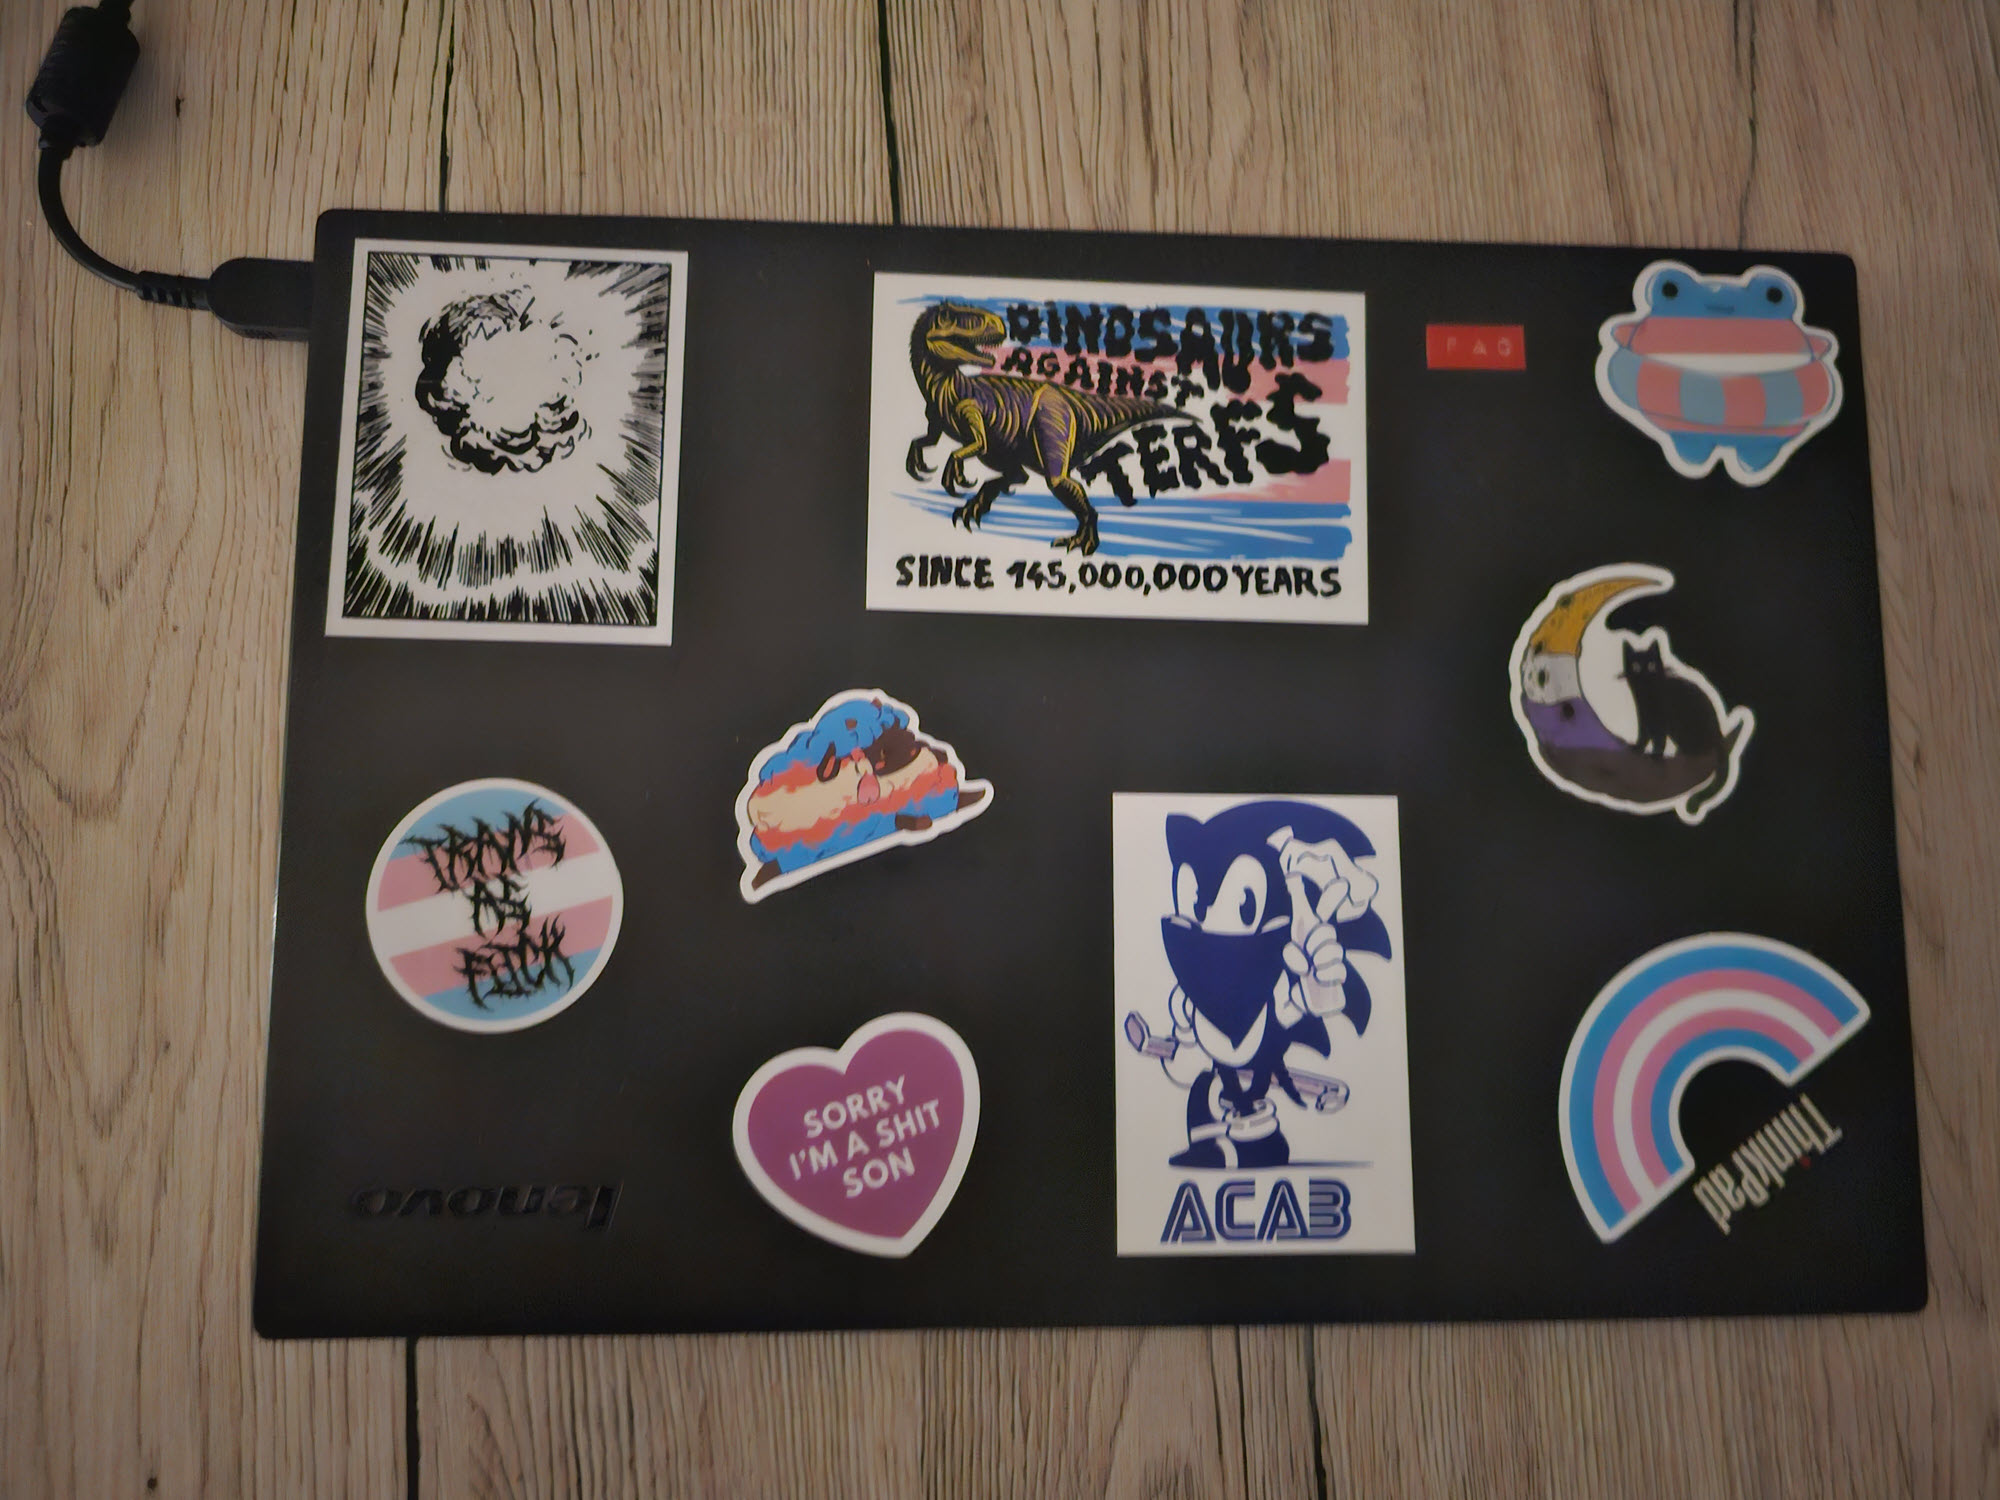 DINOSAURS
AGAINST
TERFS
SINCE 145,000,000 YEARS
FAG
TRANS
AS
FUCK
SORRY
I'M A SHIT
SON
ACAB
ThinkPad
lenovo